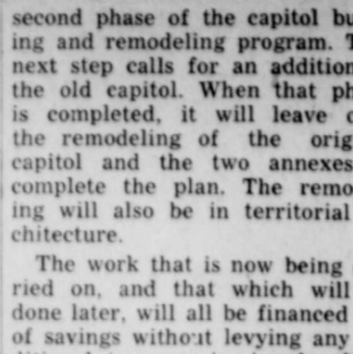 second phase of the capitol bu
ing and remodeling program. T
next step calls for an addition
the old capitol. When that ph
is completed, it will leave o
the remodeling of the orig
capitol and the two annexes
complete the plan. The remo
ing will also be in territorial
chitecture.
The work that is now being
ried on, and that which will
done later, will all be financed
of savings without levying any